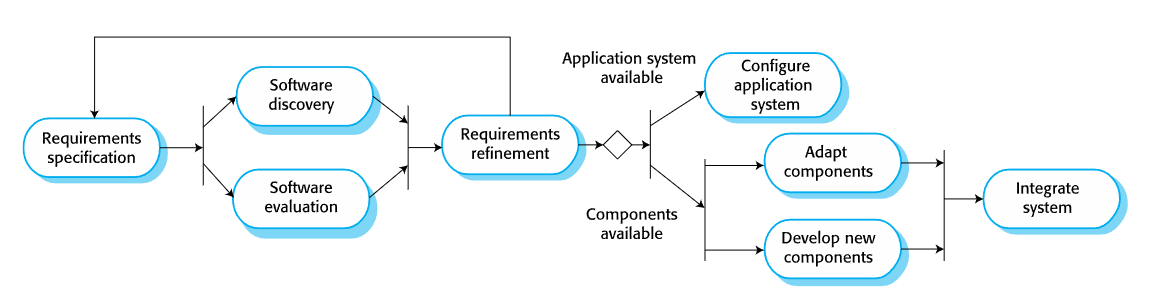 Requirements
specification
Software
discovery
Software
evaluation
Requirements
refinement
Application system
available
Configure
application
system
Components
available
Adapt
components
Develop new
components
Integrate
system